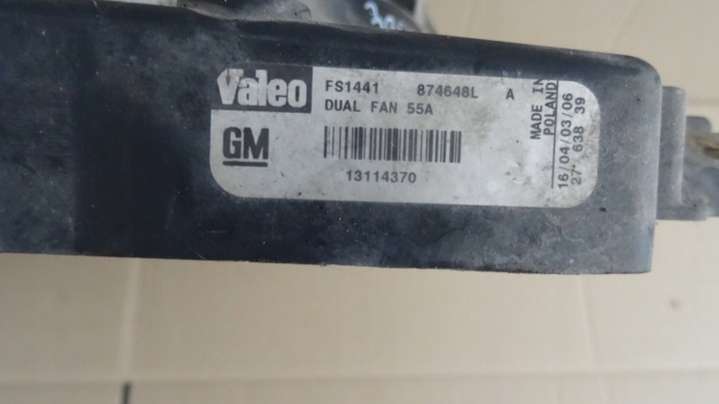 Valeo FS1441 874648L A
DUAL FAN 55A
GM
13114370
MADE IN
POLAND
16/04/03/06
27 638 39